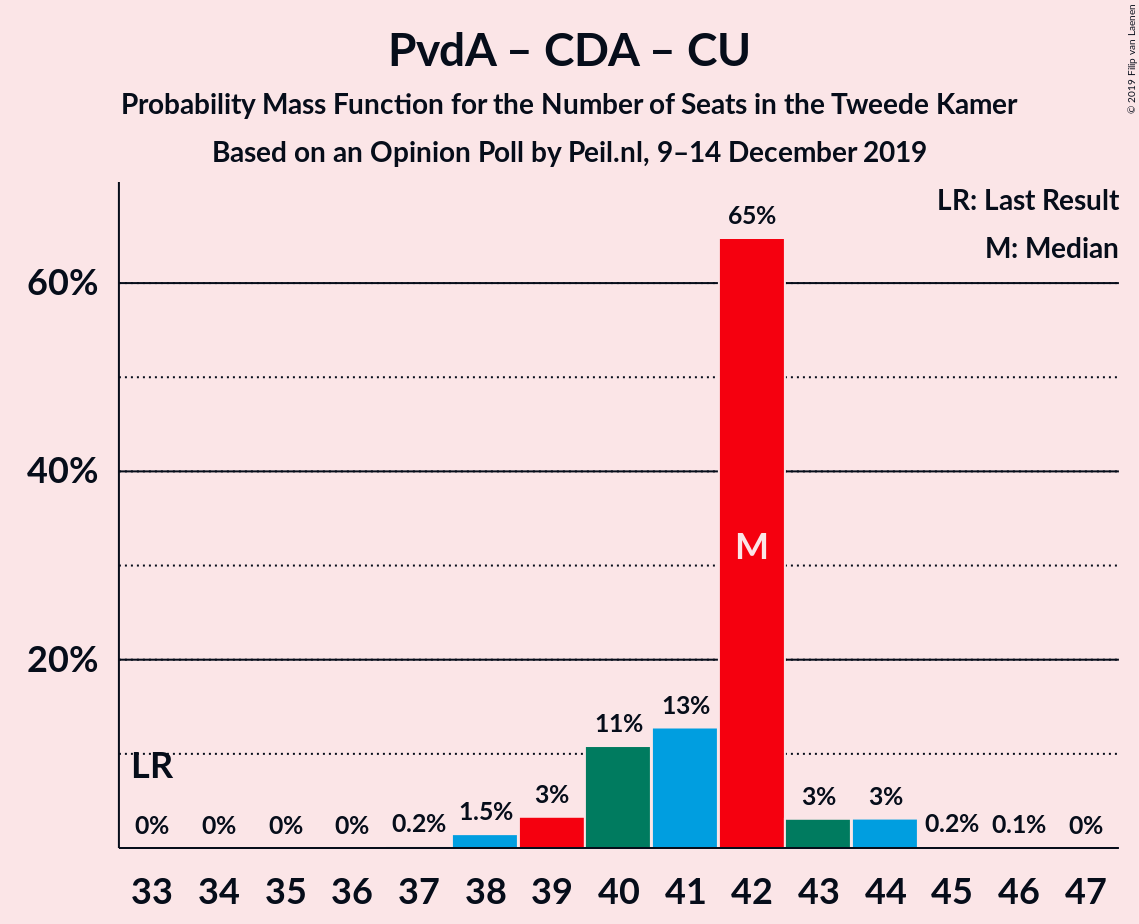 PvdA – CDA – CU
Probability Mass Function for the Number of Seats in the Tweede Kamer
Based on an Opinion Poll by Peil.nl, 9–14 December 2019
© 2019 Filip van Laenen
LR: Last Result
M: Median
60%
40%
20%
LR
0%
0%
0%
0%
0.2%
1.5%
3%
11%
13%
65%
M
3%
3%
0.2%
0.1%
0%
33 34 35 36 37 38 39 40 41 42 43 44 45 46 47